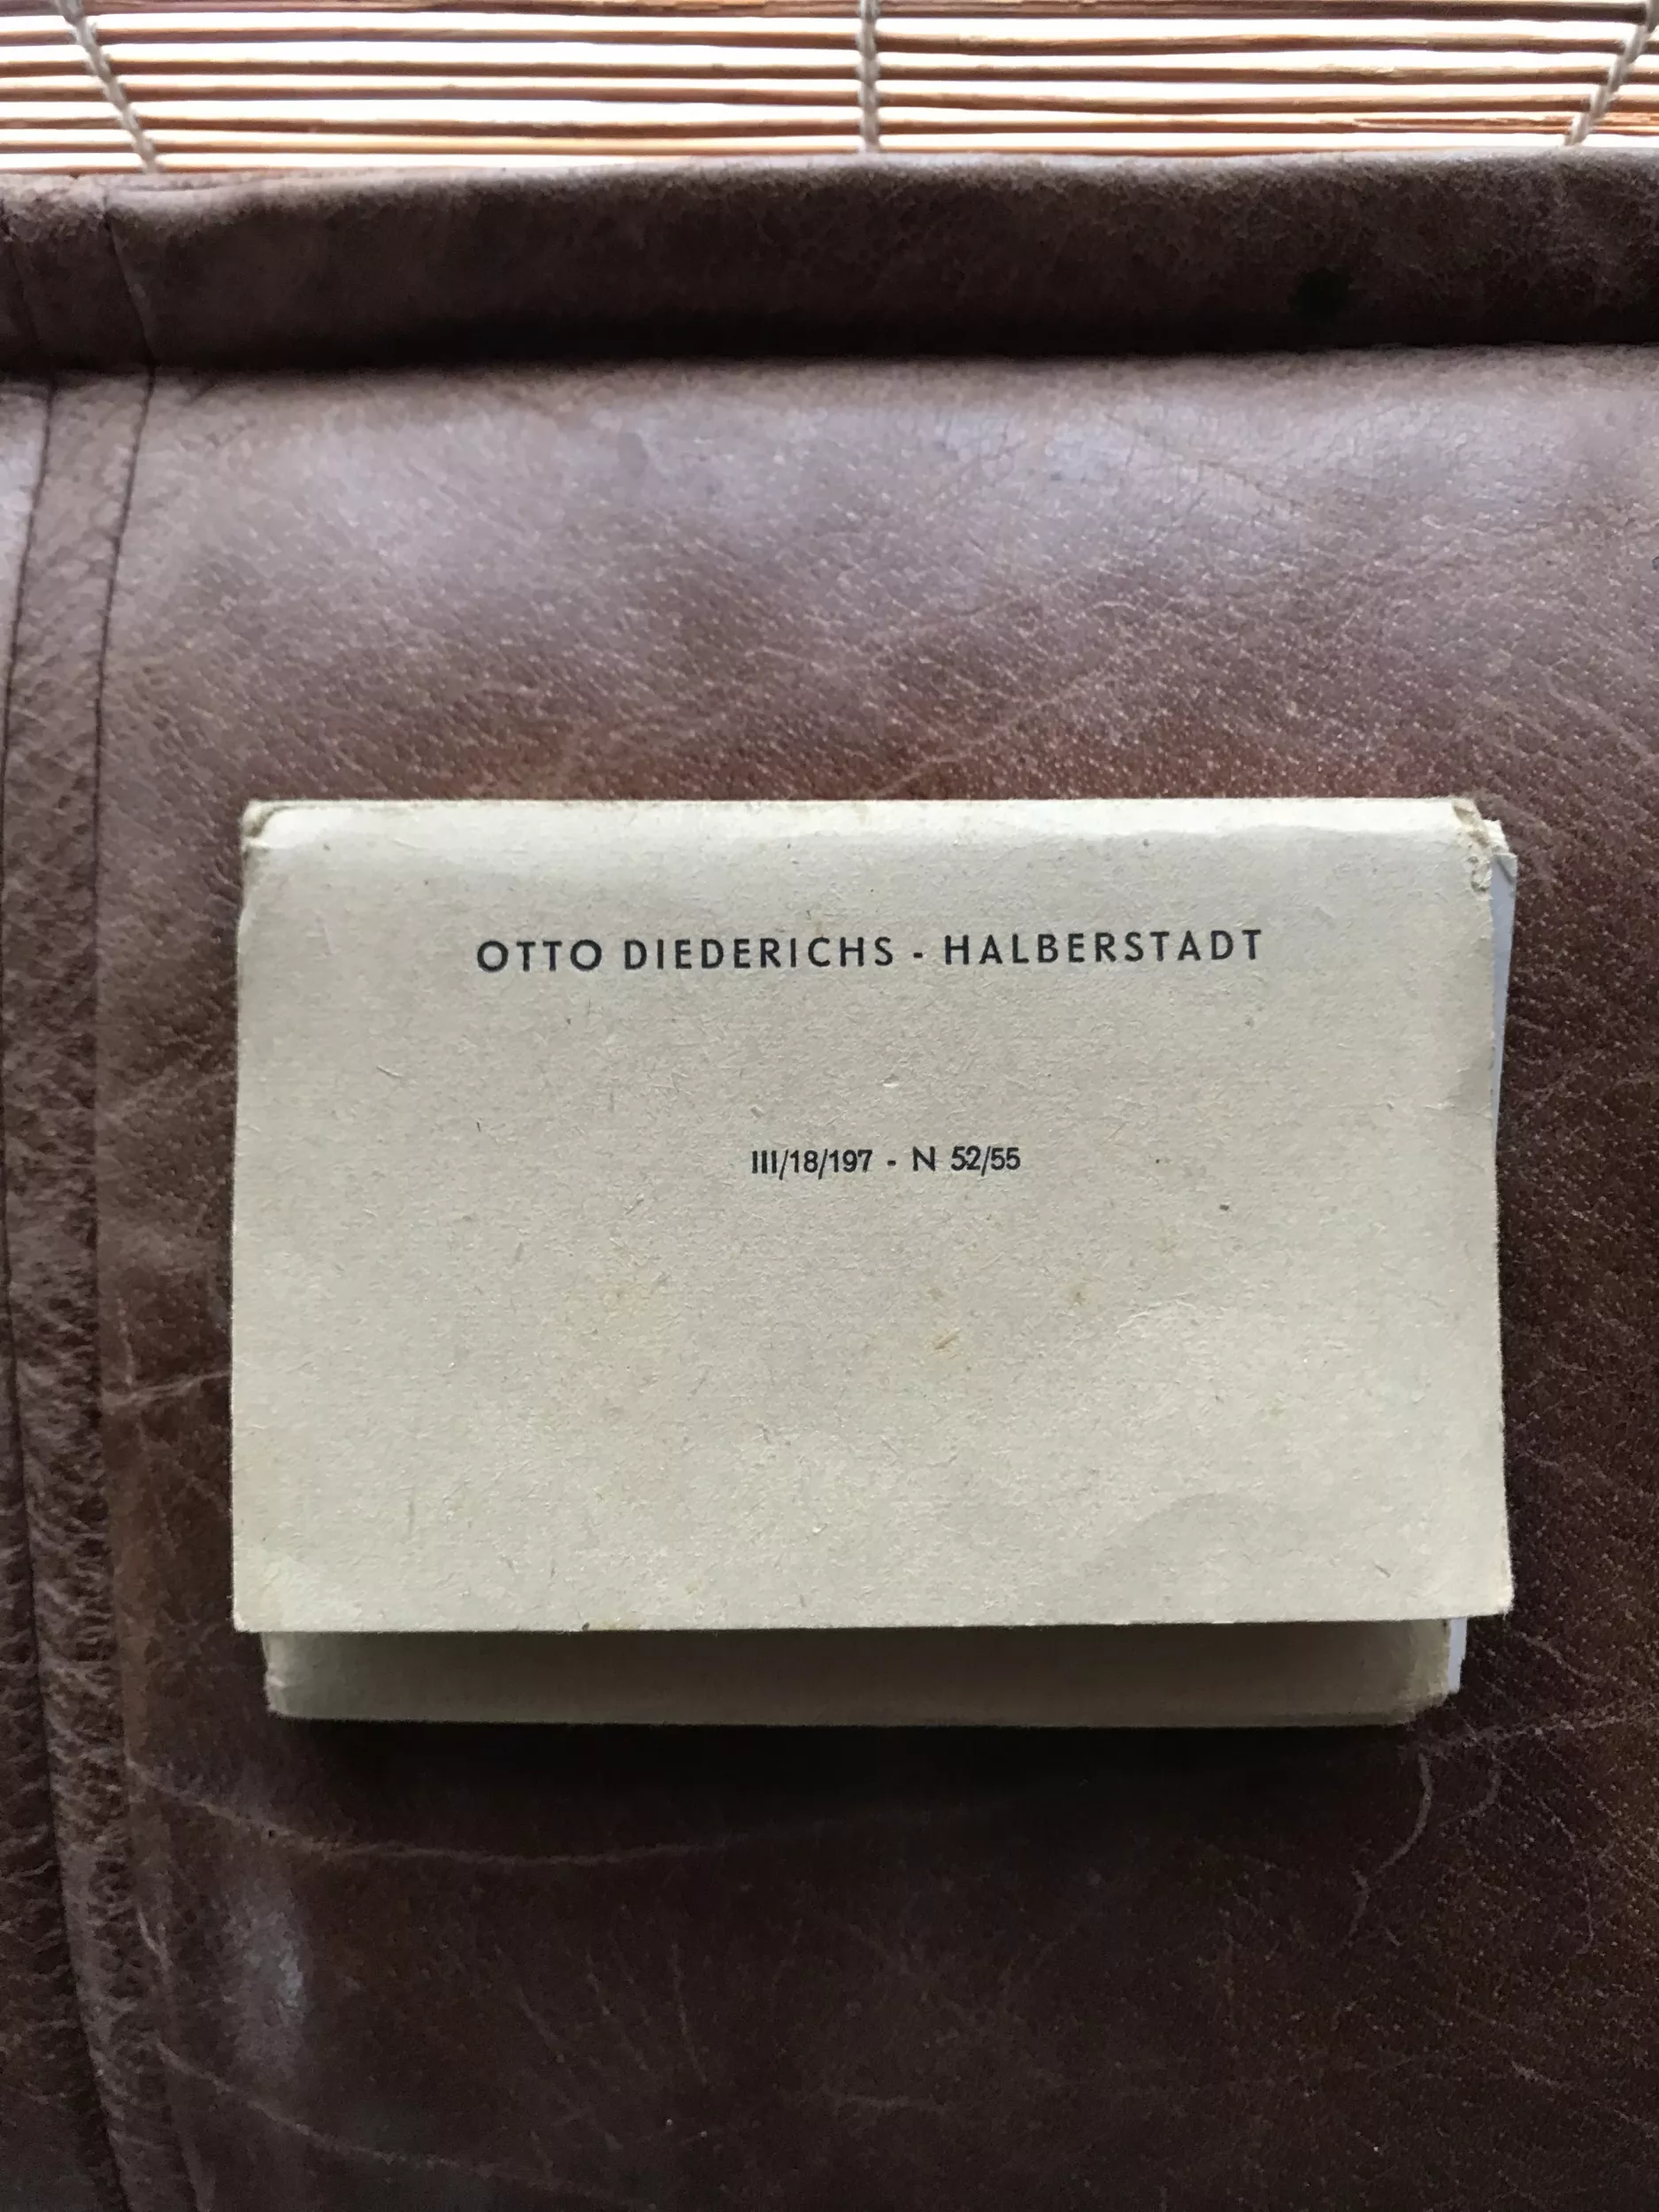 OTTO DIEDERICHS - HALBERSTADT
III/18/197 - N 52/55